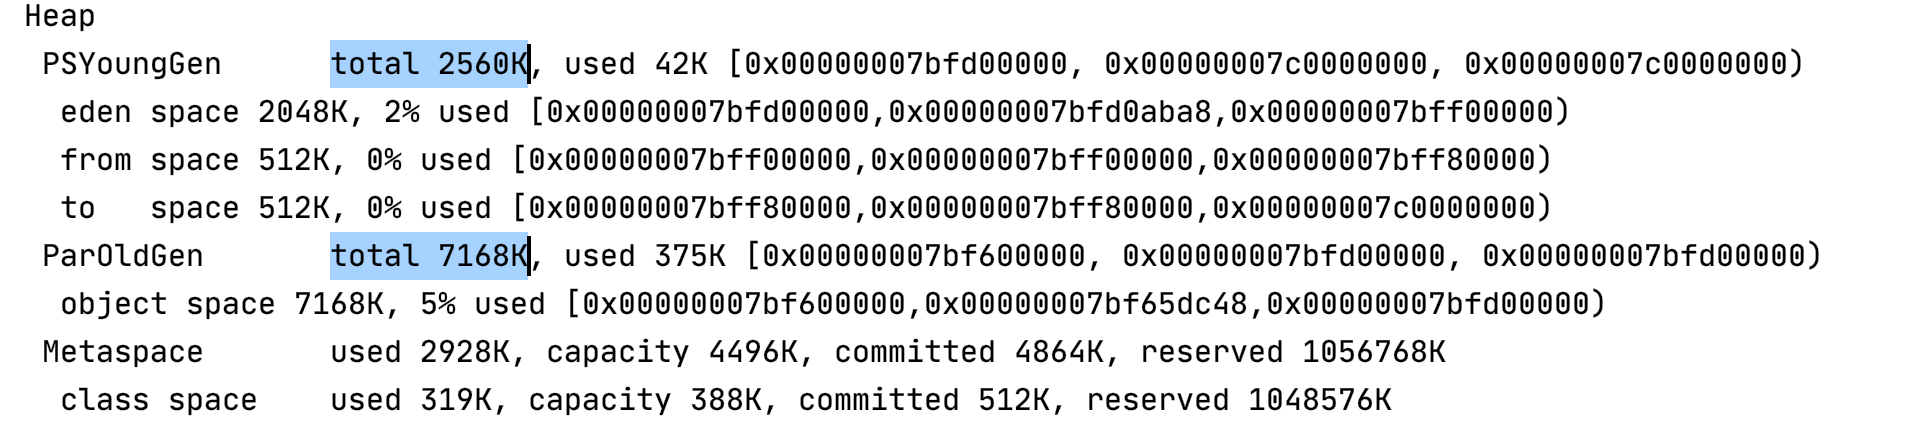 Heap
PSYoungGen total 2560K, used 42K [0x00000007bfd00000, 0x00000007c0000000, 0x00000007c0000000)
eden space 2048K, 2% used [0x00000007bfd00000,0x00000007bfd0aba8,0x00000007bff00000)
from space 512K, 0% used [0x00000007bff00000,0x00000007bff00000,0x00000007bff80000)
to space 512K, 0% used [0x00000007bff80000,0x00000007bff80000,0x00000007c0000000)
ParOldGen total 7168K, used 375K [0x00000007bf600000, 0x00000007bfd00000, 0x00000007bfd00000)
object space 7168K, 5% used [0x00000007bf600000,0x00000007bf65dc48,0x00000007bfd00000)
Metaspace used 2928K, capacity 4496K, committed 4864K, reserved 1056768K
class space used 319K, capacity 388K, committed 512K, reserved 1048576K